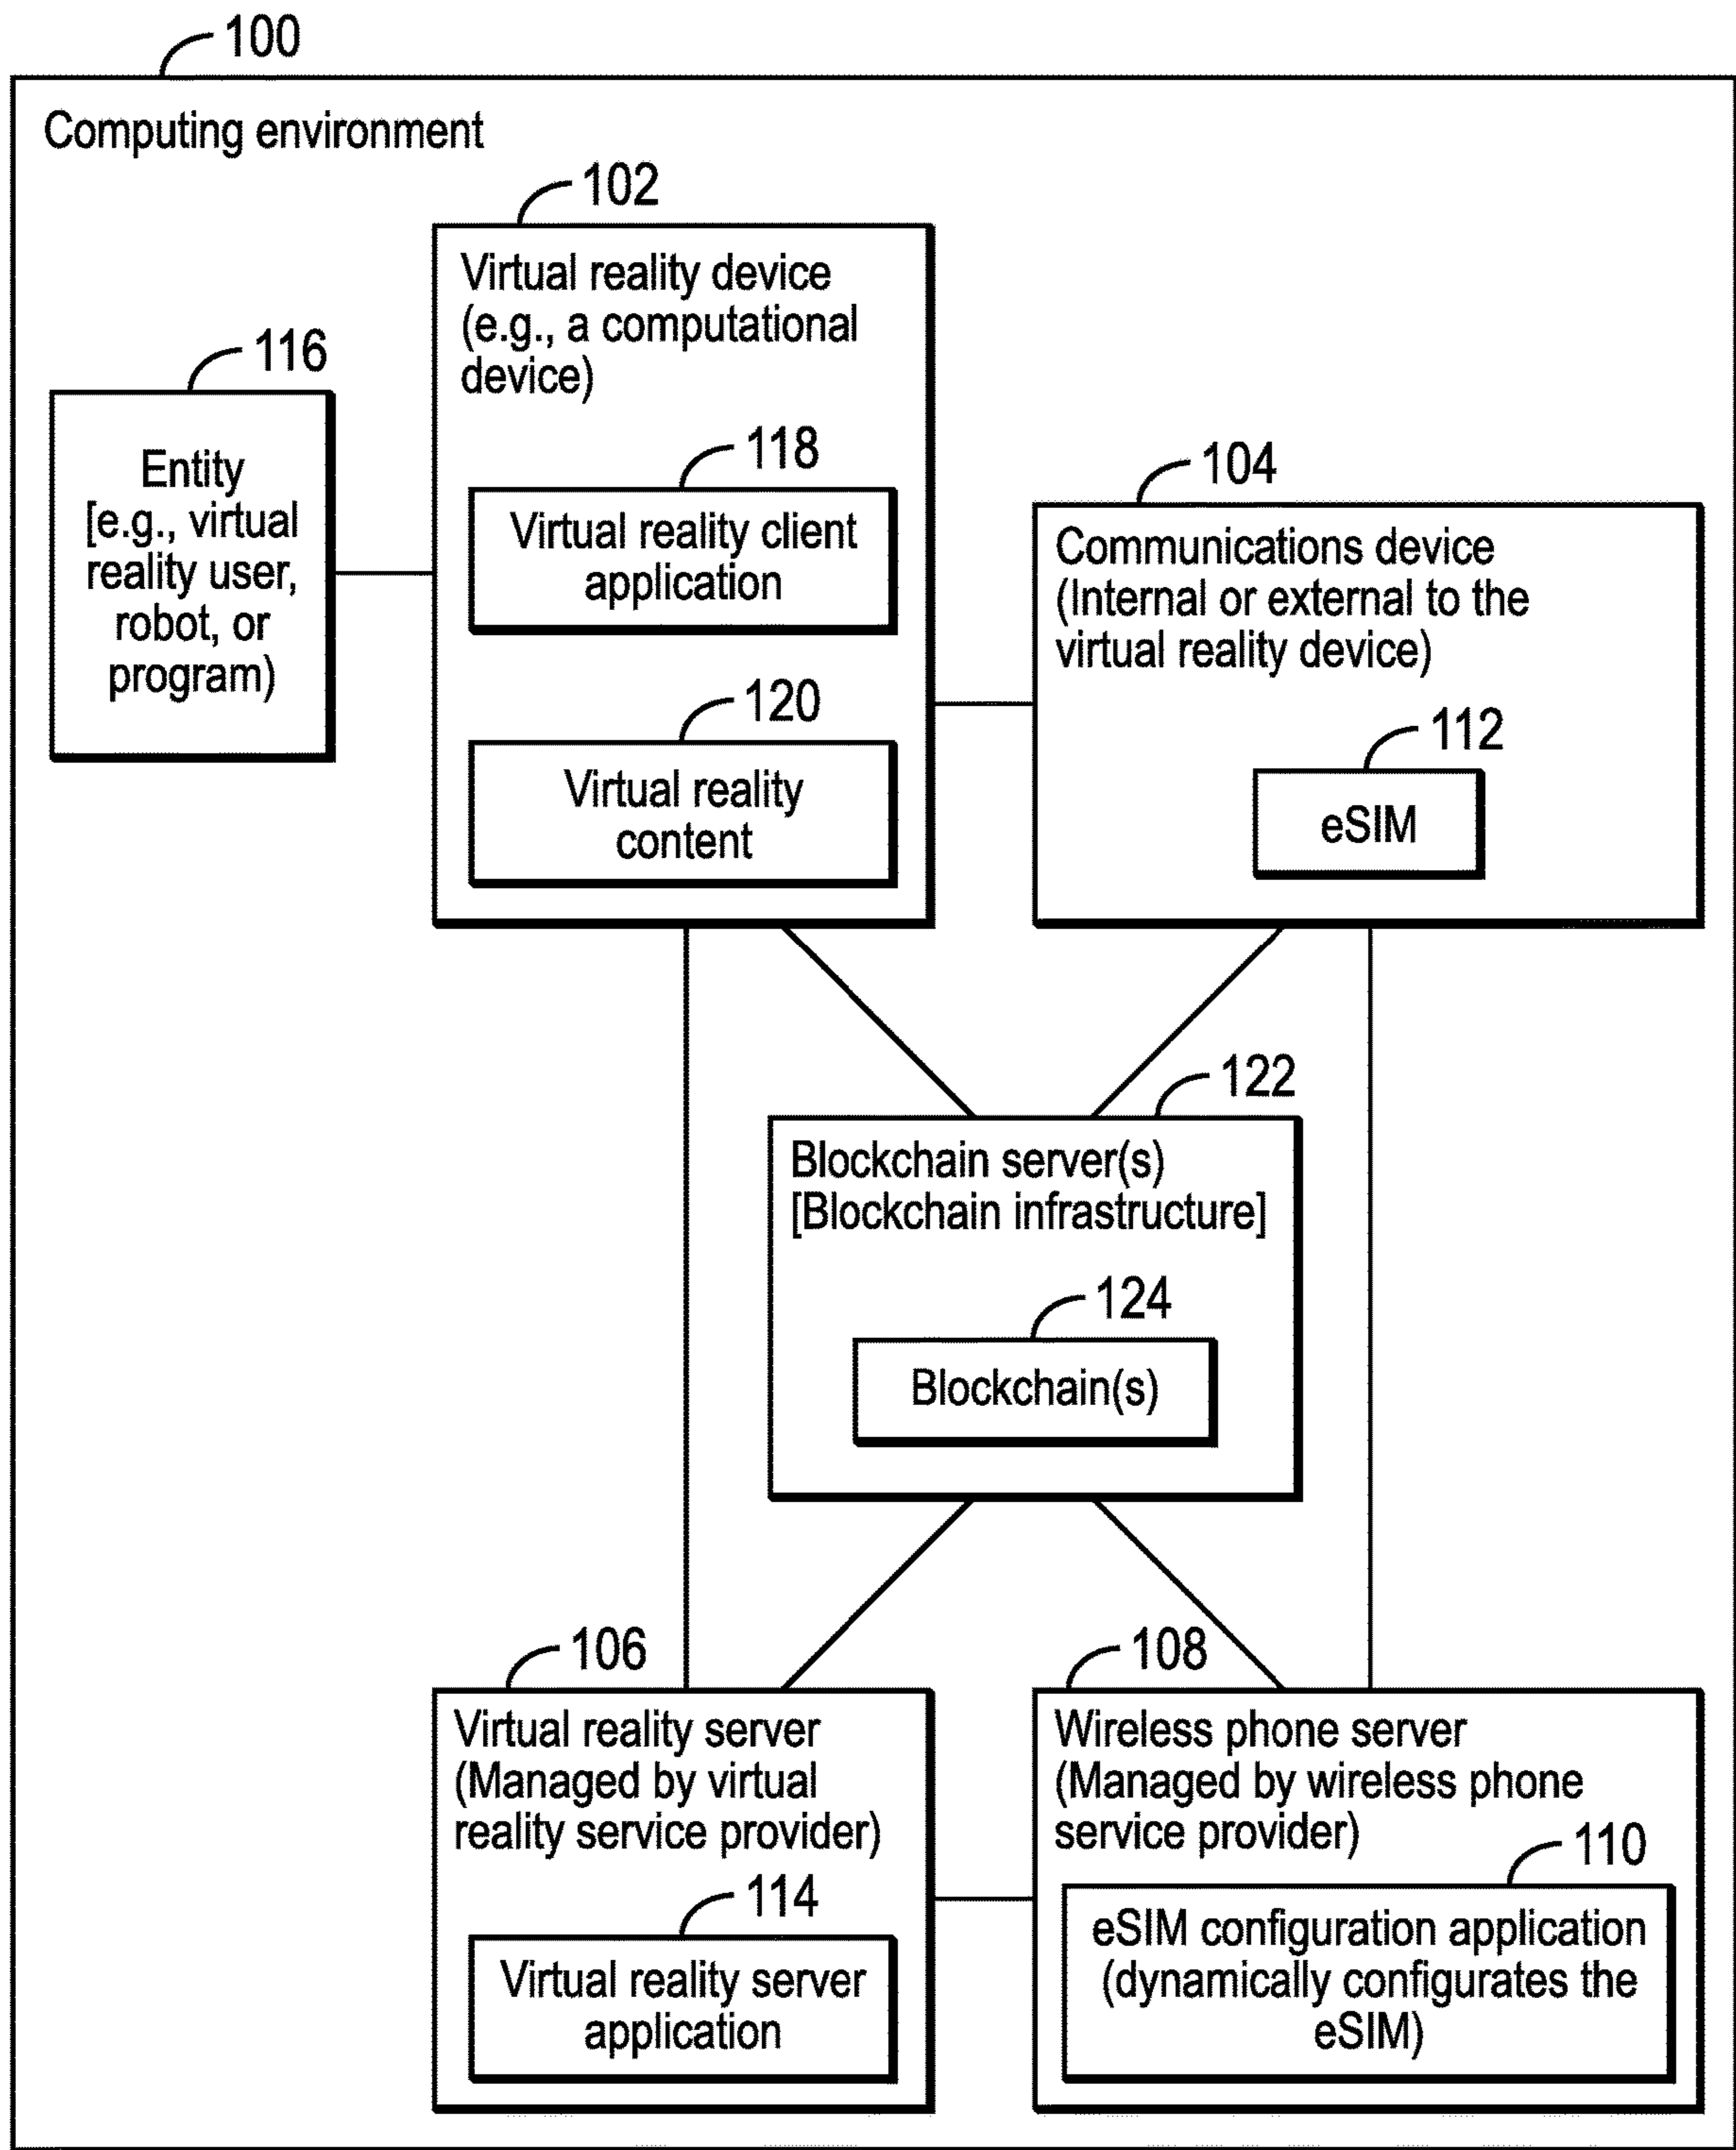 100
Computing environment
102
Virtual reality device
(e.g., a computational
device)
116
Entity
[e.g., virtual
reality user,
robot, or
program)
118
Virtual reality client
application
120
Virtual reality
content
104
Communications device
(Internal or external to the
virtual reality device)
112
eSIM
122
Blockchain server(s)
[Blockchain infrastructure]
124
Blockchain(s)
106
Virtual reality server
(Managed by virtual
reality service provider)
114
Virtual reality server
application
108
Wireless phone server
(Managed by wireless phone
service provider)
110
eSIM configuration application
(dynamically configurates the
eSIM)